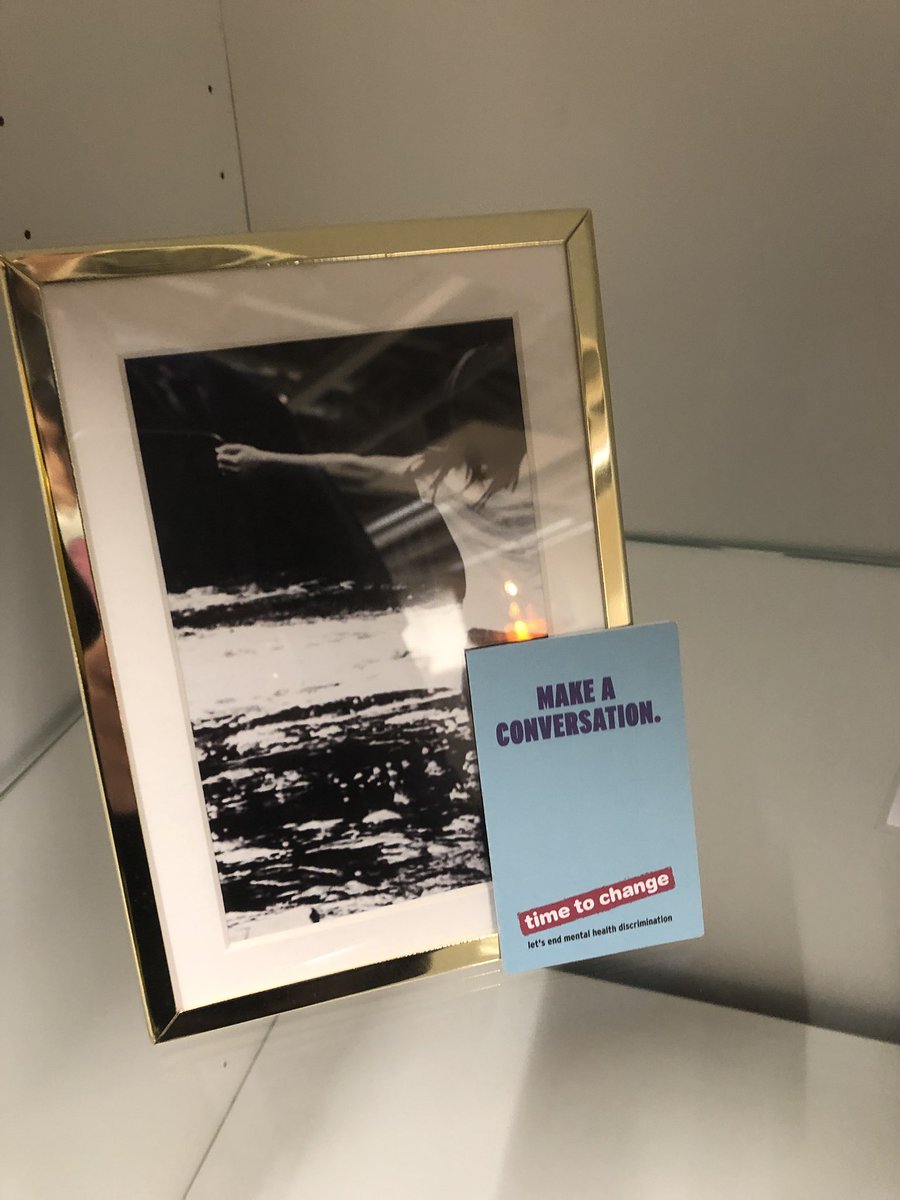 MAKE A
CONVERSATION.
time to change
let's end mental health discrimination